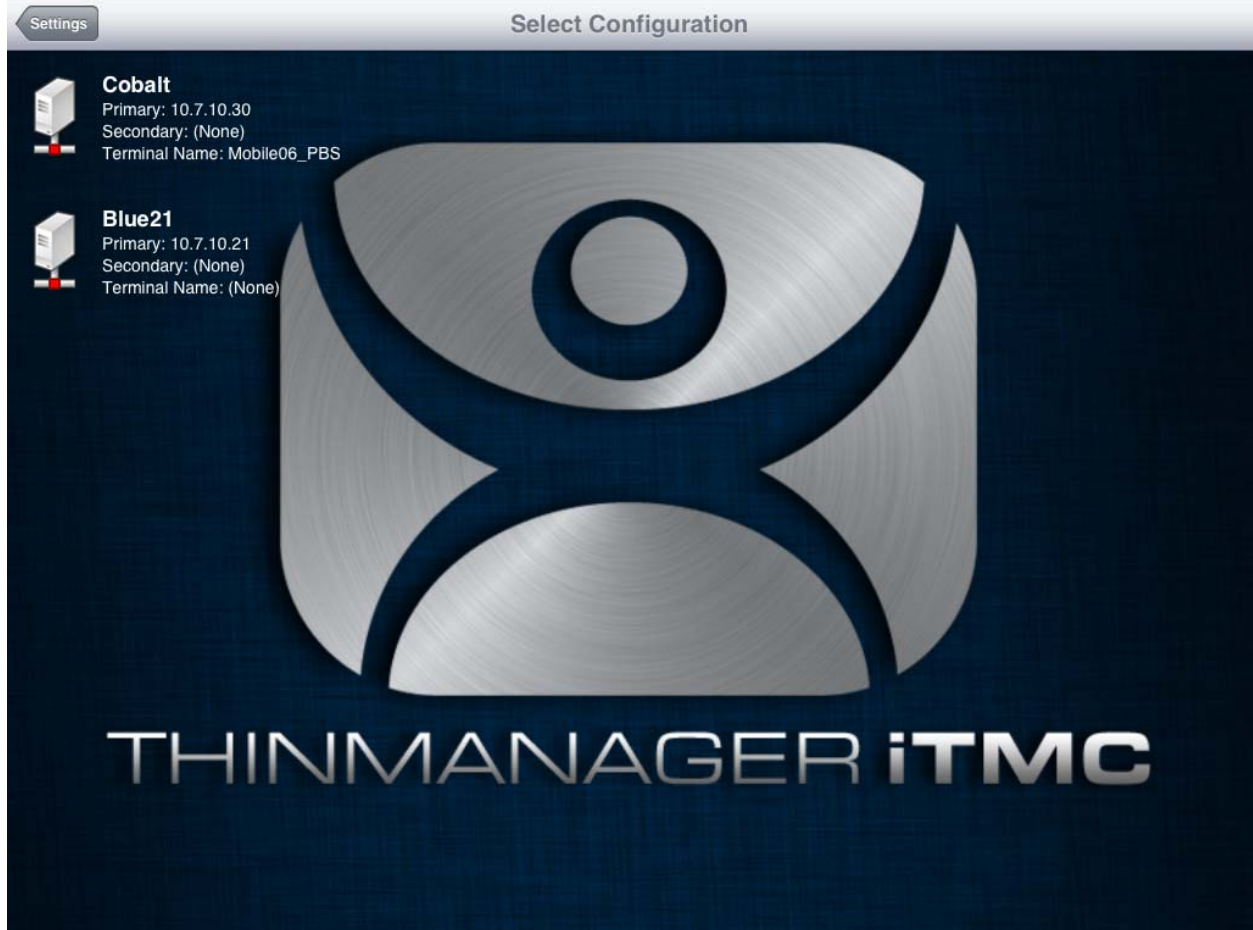 Settings
Select Configuration
Cobalt
Primary: 10.7.10.30
Secondary: (None)
Terminal Name: Mobile06_PBS
Blue21
Primary: 10.7.10.21
Secondary: (None)
Terminal Name: (None)
THINMANAGER iTMC